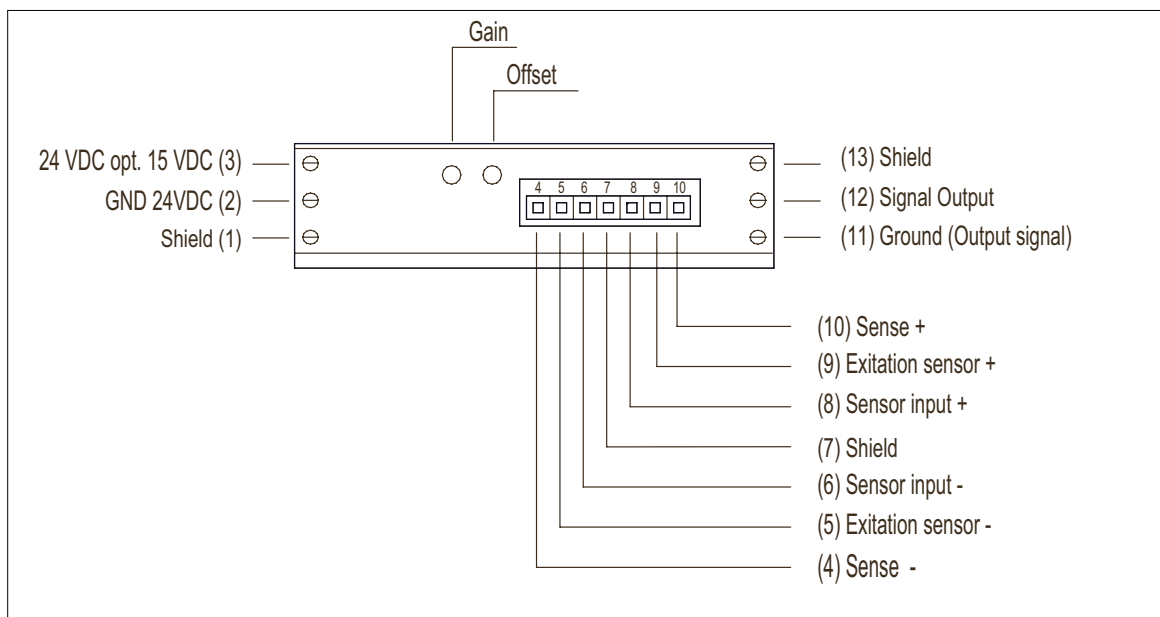 Gain
Offset
24 VDC opt. 15 VDC (3)
GND 24VDC (2)
Shield (1)
4 5 6 7 8 9 10
(13) Shield
(12) Signal Output
(11) Ground (Output signal)
(10) Sense +
(9) Exitation sensor +
(8) Sensor input +
(7) Shield
(6) Sensor input -
(5) Exitation sensor -
(4) Sense -